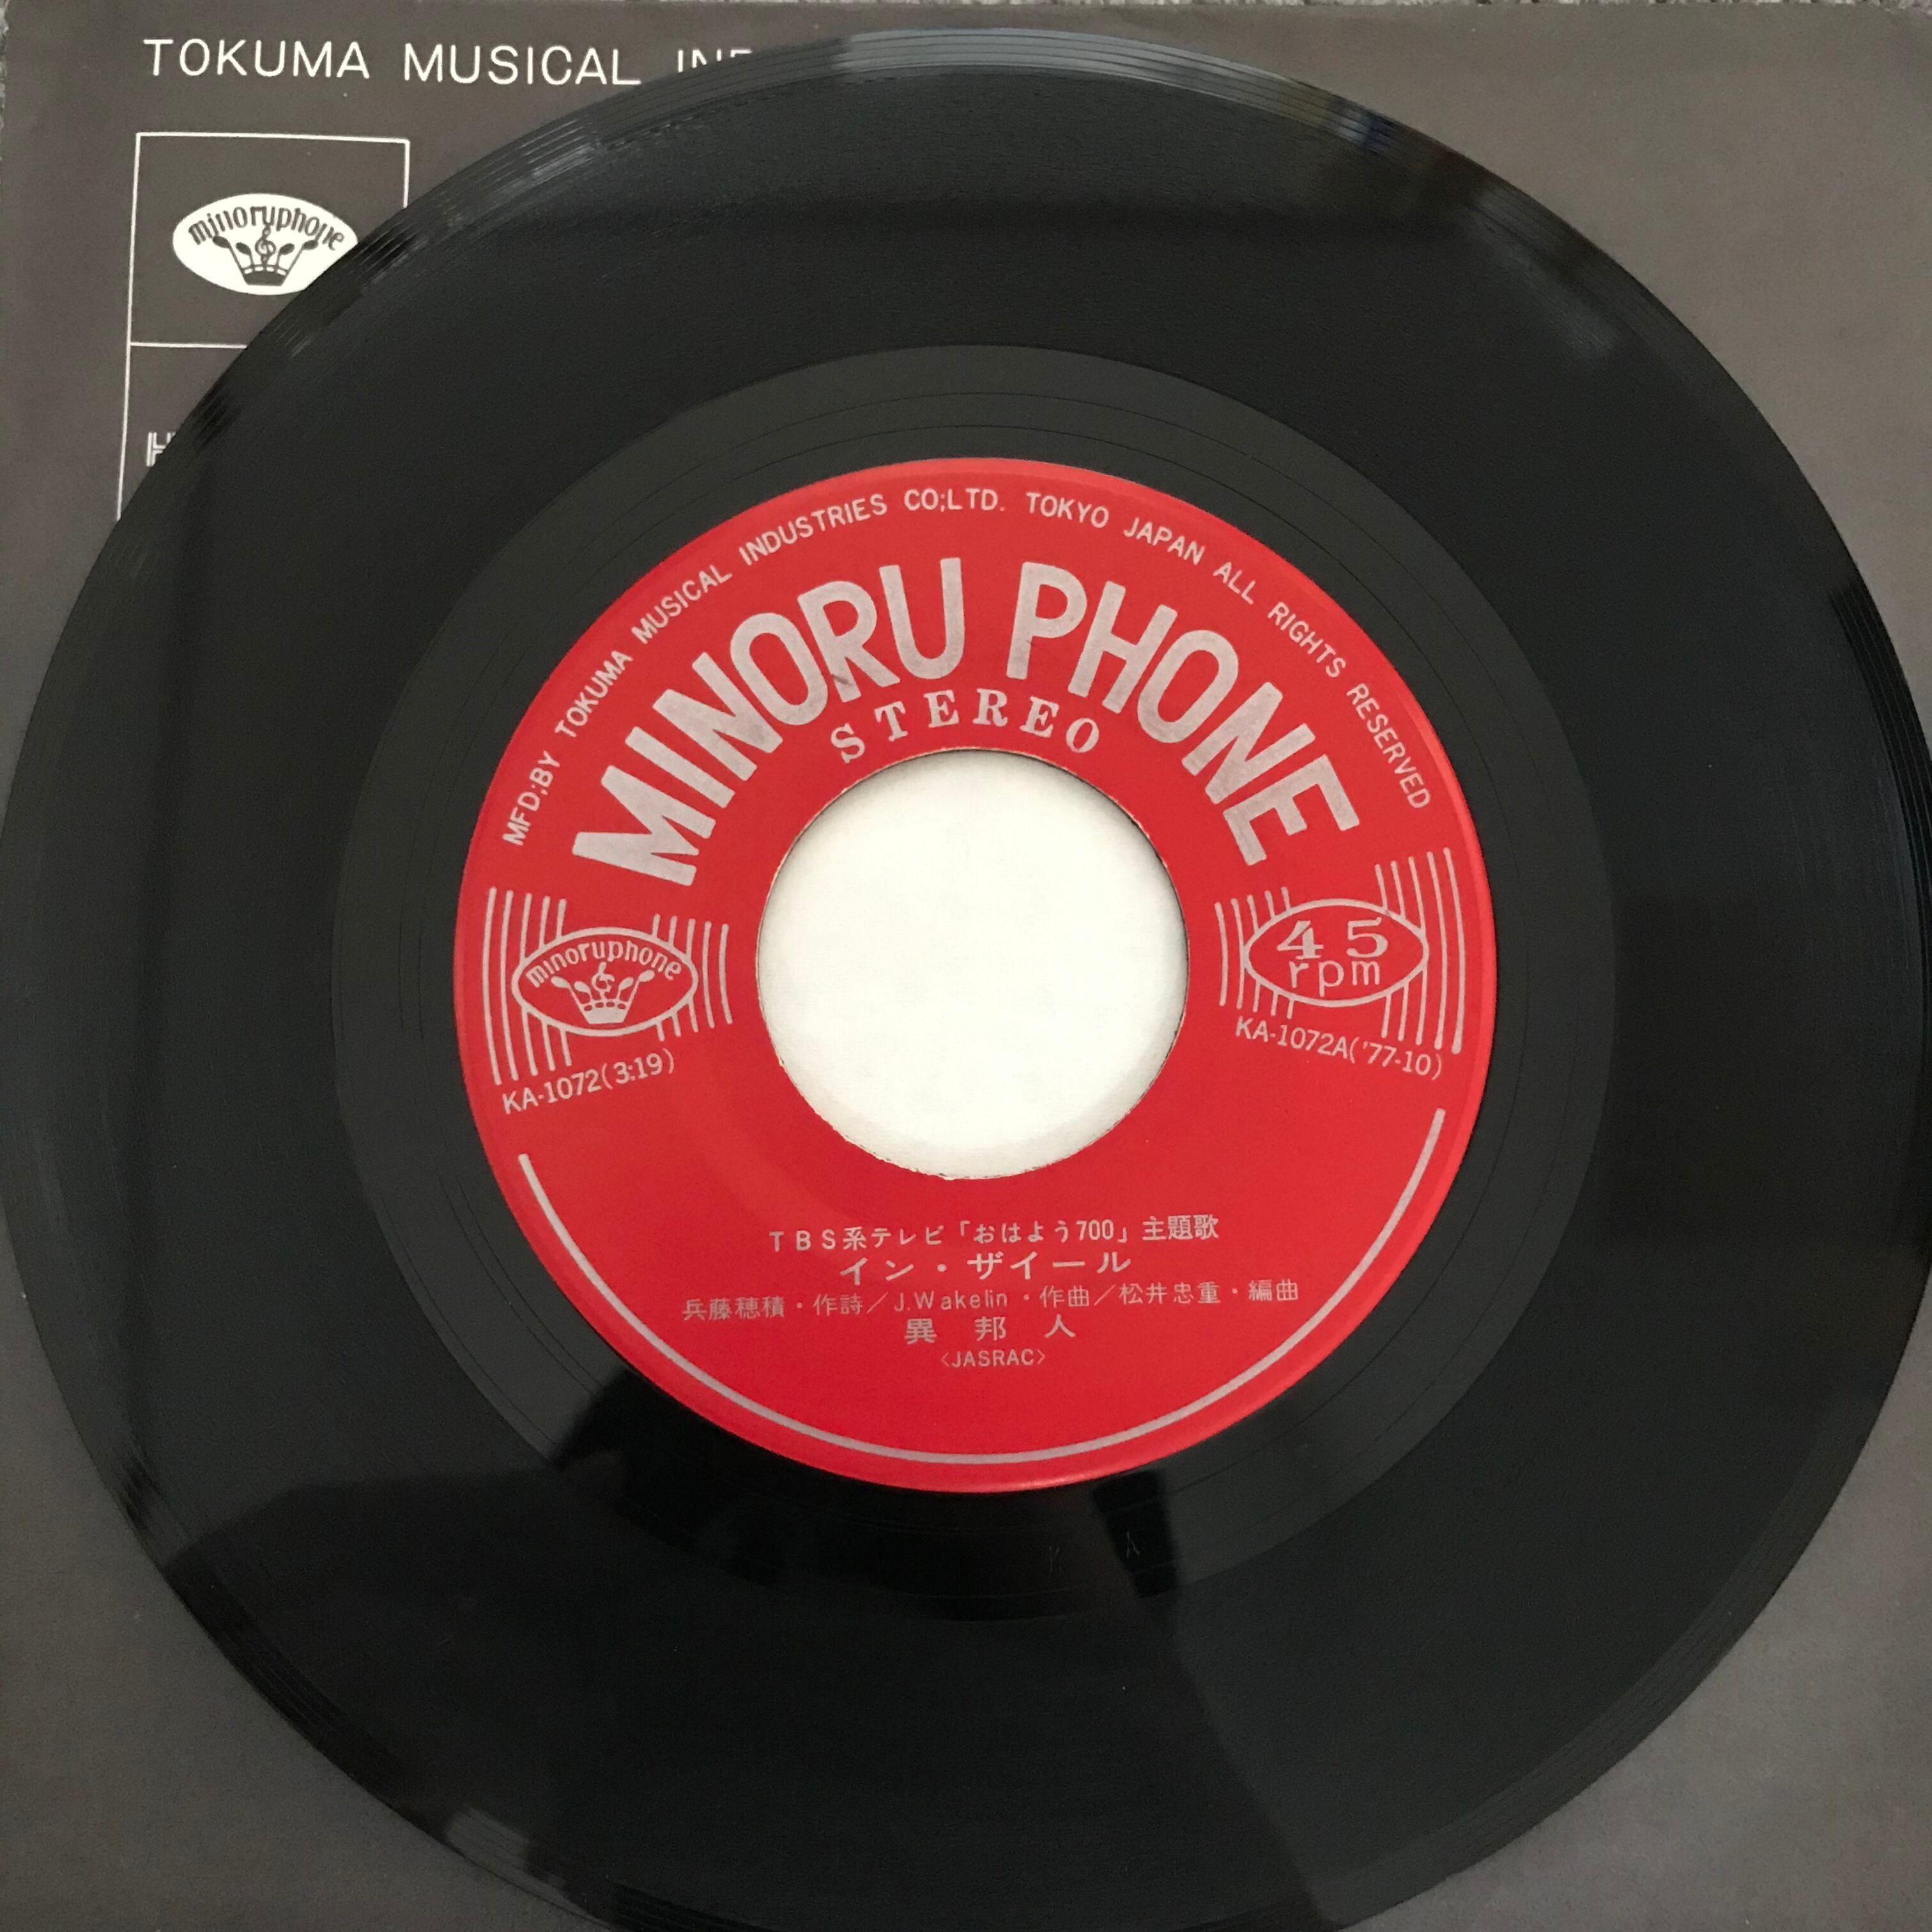 TOKUMA MUSICAL
minoruphone
MFD;BY TOKUMA MUSICAL INDUSTRIES CO;LTD. TOKYO JAPAN ALL RIGHTS RESERVED
MINORU PHONE
STEREO
minoruphone
45
rpm
KA-1072(3:19)
KA-1072A('77-10)
TBS系テレビ「おはよう700」主題歌
イン・ザイール
兵藤穂積・作詩/J.Wakelin・作曲/松井忠重・編曲
異邦人
〈JASRAC〉
K A